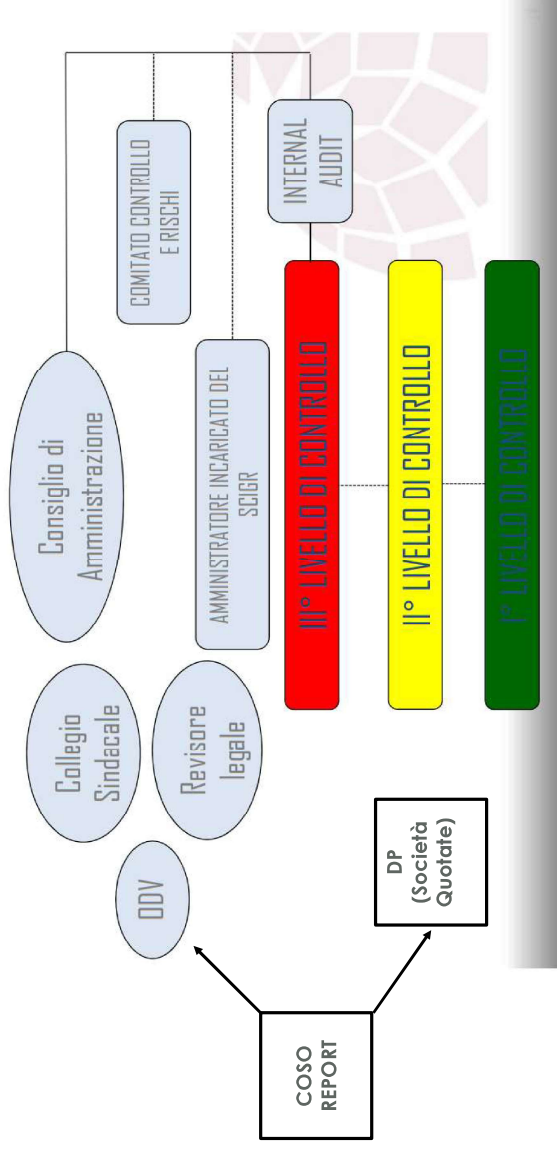 Consiglio di
Amministrazione
Collegio
Sindacale
COMITATO CONTROLLO
E RISCHI
ODV
Revisore
legale
AMMINISTRATORE INCARICATO DEL
SCIGR
INTERNAL
AUDIT
III° LIVELLO DI CONTROLLO
II° LIVELLO DI CONTROLLO
I° LIVELLO DI CONTROLLO
COSO
REPORT
DP
(Società
Quotate)